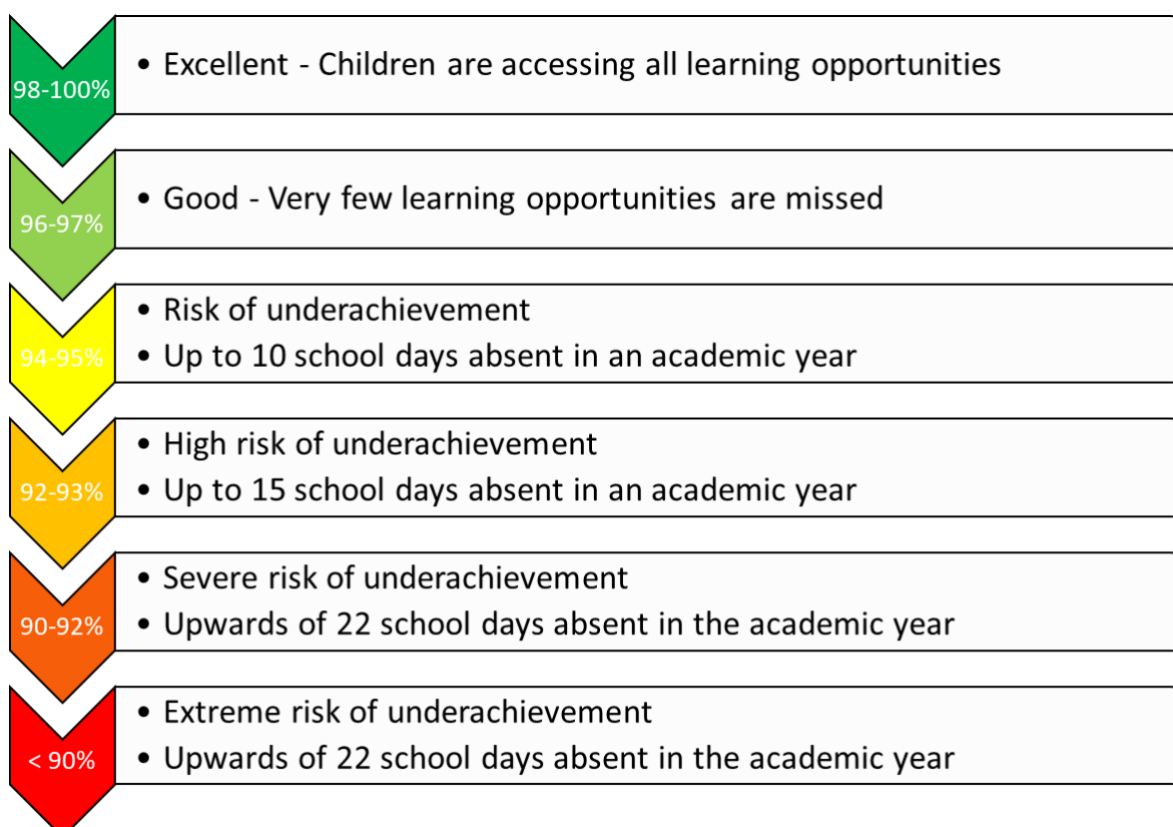 98-100%
• Excellent - Children are accessing all learning opportunities
96-97%
• Good - Very few learning opportunities are missed
94-95%
• Risk of underachievement
• Up to 10 school days absent in an academic year
92-93%
• High risk of underachievement
• Up to 15 school days absent in an academic year
90-92%
• Severe risk of underachievement
• Upwards of 22 school days absent in the academic year
< 90%
• Extreme risk of underachievement
• Upwards of 22 school days absent in the academic year